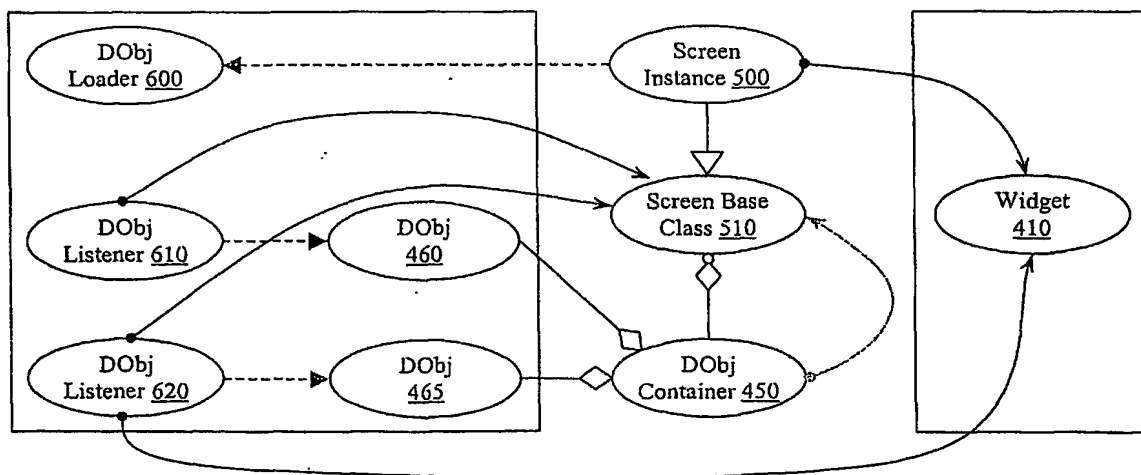 DObj
Loader 600
Screen
Instance 500
DObj
Listener 610
DObj
460
Screen Base
Class 510
Widget
410
DObj
Listener 620
DObj
465
DObj
Container 450